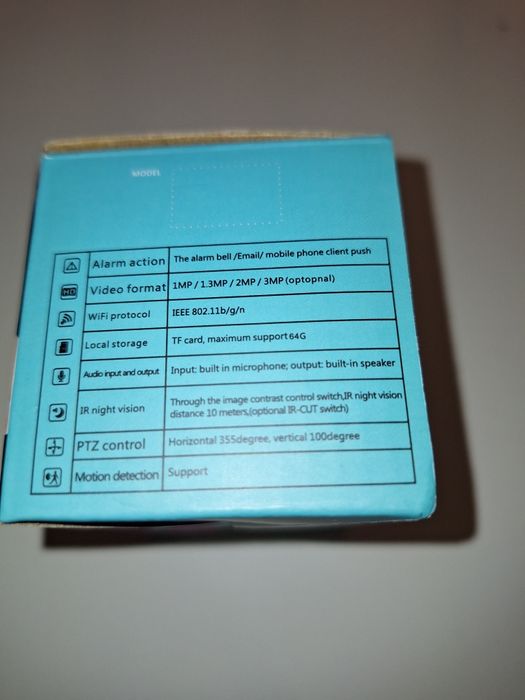 MODEL
Alarm action The alarm bell /Email/ mobile phone client push
HD Video format 1MP / 1.3MP / 2MP / 3MP (optopnal)
WiFi protocol IEEE 802.11b/g/n
Local storage TF card, maximum support 64G
Audio input and output Input: built in microphone; output: built-in speaker
IR night vision Through the image contrast control switch,IR night vision
distance 10 meters,(optional IR-CUT switch)
PTZ control Horizontal 355degree, vertical 100degree
Motion detection Support